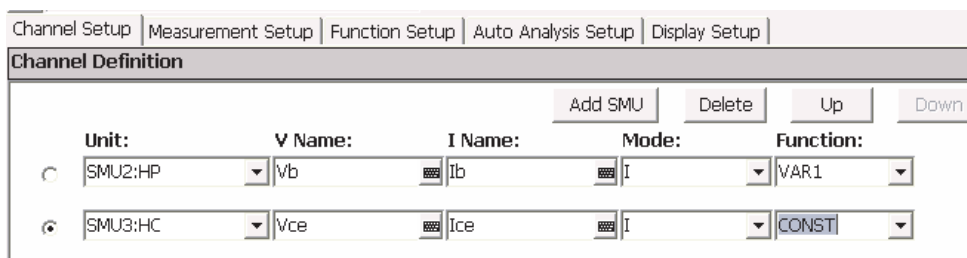 Channel Setup Measurement Setup Function Setup Auto Analysis Setup Display Setup
Channel Definition
Add SMU Delete Up Down
Unit: V Name: I Name: Mode: Function:
SMU2:HP Vb Ib I VAR1
SMU3:HC Vce Ice I CONST